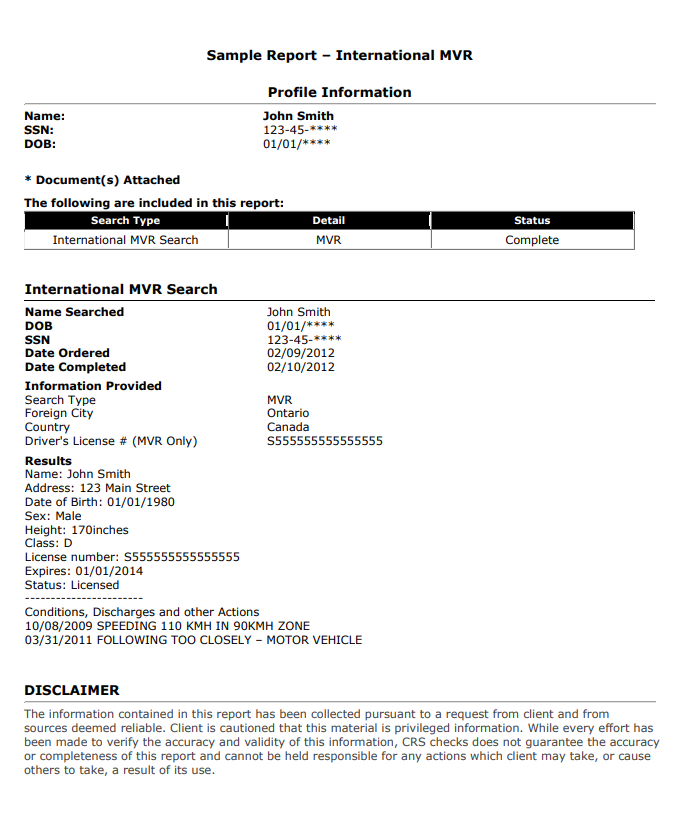 Sample Report – International MVR
Profile Information
Name: John Smith
SSN: 123-45-****
DOB: 01/01/****
* Document(s) Attached
The following are included in this report:
Search Type Detail Status
International MVR Search MVR Complete
International MVR Search
Name Searched John Smith
DOB 01/01/****
SSN 123-45-****
Date Ordered 02/09/2012
Date Completed 02/10/2012
Information Provided
Search Type MVR
Foreign City Ontario
Country Canada
Driver's License # (MVR Only) S555555555555555
Results
Name: John Smith
Address: 123 Main Street
Date of Birth: 01/01/1980
Sex: Male
Height: 170inches
Class: D
License number: S555555555555555
Expires: 01/01/2014
Status: Licensed
-----------------------
Conditions, Discharges and other Actions
10/08/2009 SPEEDING 110 KMH IN 90KMH ZONE
03/31/2011 FOLLOWING TOO CLOSELY – MOTOR VEHICLE
DISCLAIMER
The information contained in this report has been collected pursuant to a request from client and from
sources deemed reliable. Client is cautioned that this material is privileged information. While every effort has
been made to verify the accuracy and validity of this information, CRS checks does not guarantee the accuracy
or completeness of this report and cannot be held responsible for any actions which client may take, or cause
others to take, a result of its use.